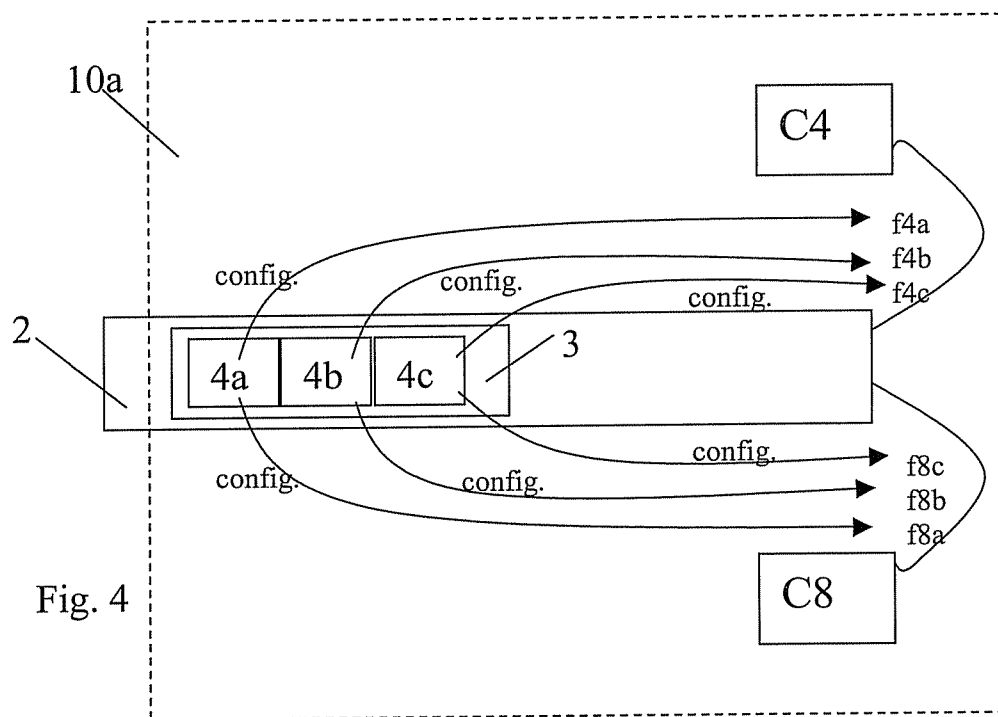 10a
C4
f4a
config.
f4b
config.
f4c
config.
2
3
4a
4b
4c
config.
f8c
config.
config.
f8b
f8a
Fig. 4
C8